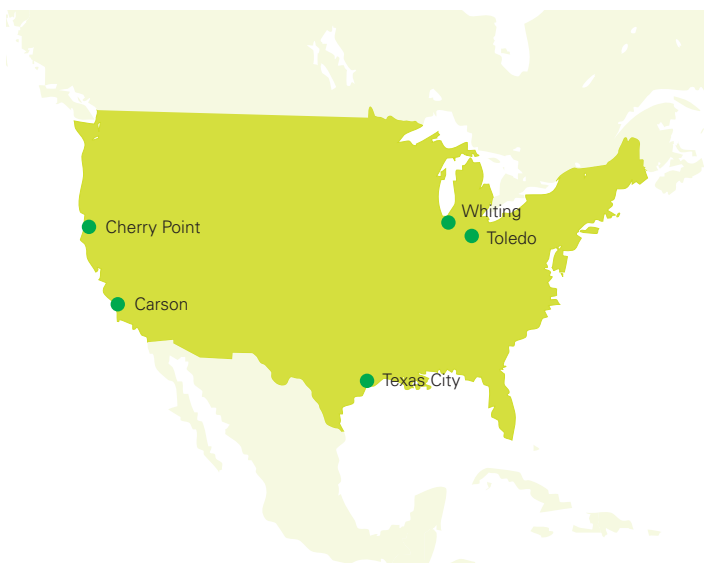 Whiting
Cherry Point
Toledo
Carson
Texas City